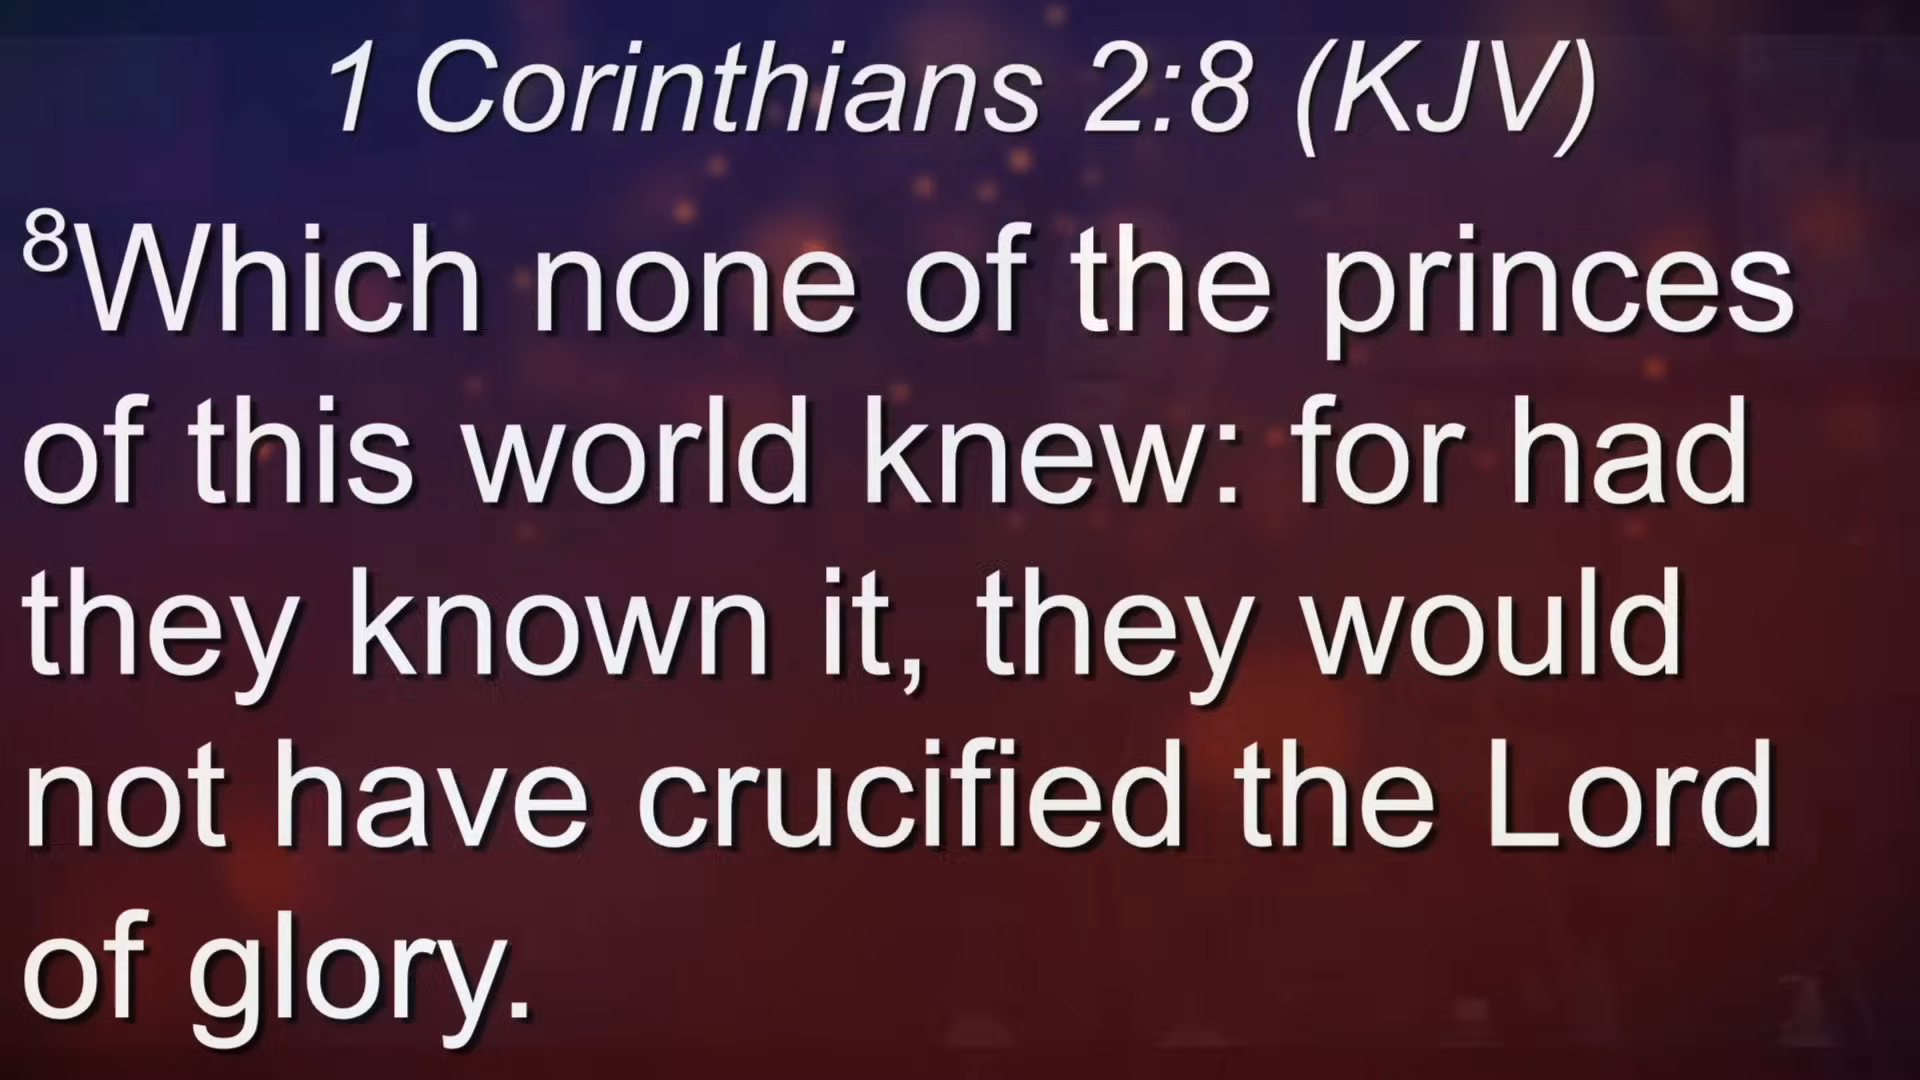 1 Corinthians 2:8 (KJV)
8Which none of the princes
of this world knew: for had
they known it, they would
not have crucified the Lord
of glory.